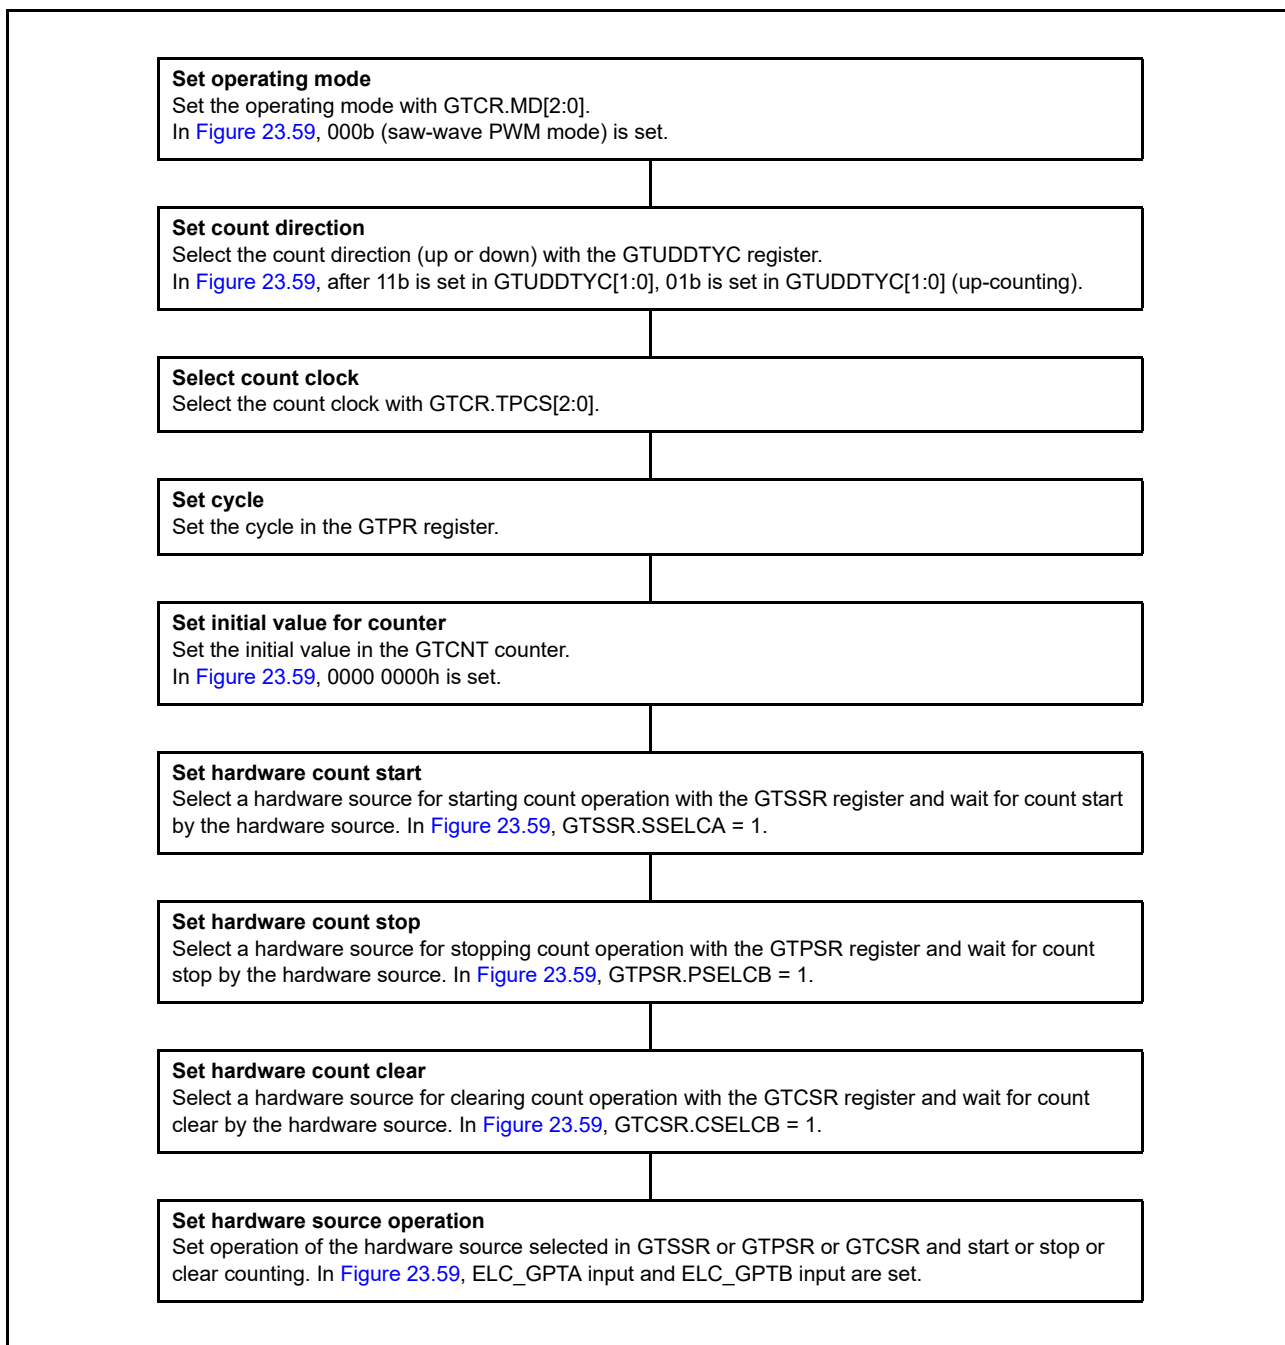 Set operating mode
Set the operating mode with GTCR.MD[2:0].
In Figure 23.59, 000b (saw-wave PWM mode) is set.
Set count direction
Select the count direction (up or down) with the GTUDDTYC register.
In Figure 23.59, after 11b is set in GTUDDTYC[1:0], 01b is set in GTUDDTYC[1:0] (up-counting).
Select count clock
Select the count clock with GTCR.TPCS[2:0].
Set cycle
Set the cycle in the GTPR register.
Set initial value for counter
Set the initial value in the GTCNT counter.
In Figure 23.59, 0000 0000h is set.
Set hardware count start
Select a hardware source for starting count operation with the GTSSR register and wait for count start
by the hardware source. In Figure 23.59, GTSSR.SSELCA = 1.
Set hardware count stop
Select a hardware source for stopping count operation with the GTPSR register and wait for count
stop by the hardware source. In Figure 23.59, GTPSR.PSELCB = 1.
Set hardware count clear
Select a hardware source for clearing count operation with the GTCSR register and wait for count
clear by the hardware source. In Figure 23.59, GTCSR.CSELCB = 1.
Set hardware source operation
Set operation of the hardware source selected in GTSSR or GTPSR or GTCSR and start or stop or
clear counting. In Figure 23.59, ELC_GPTA input and ELC_GPTB input are set.